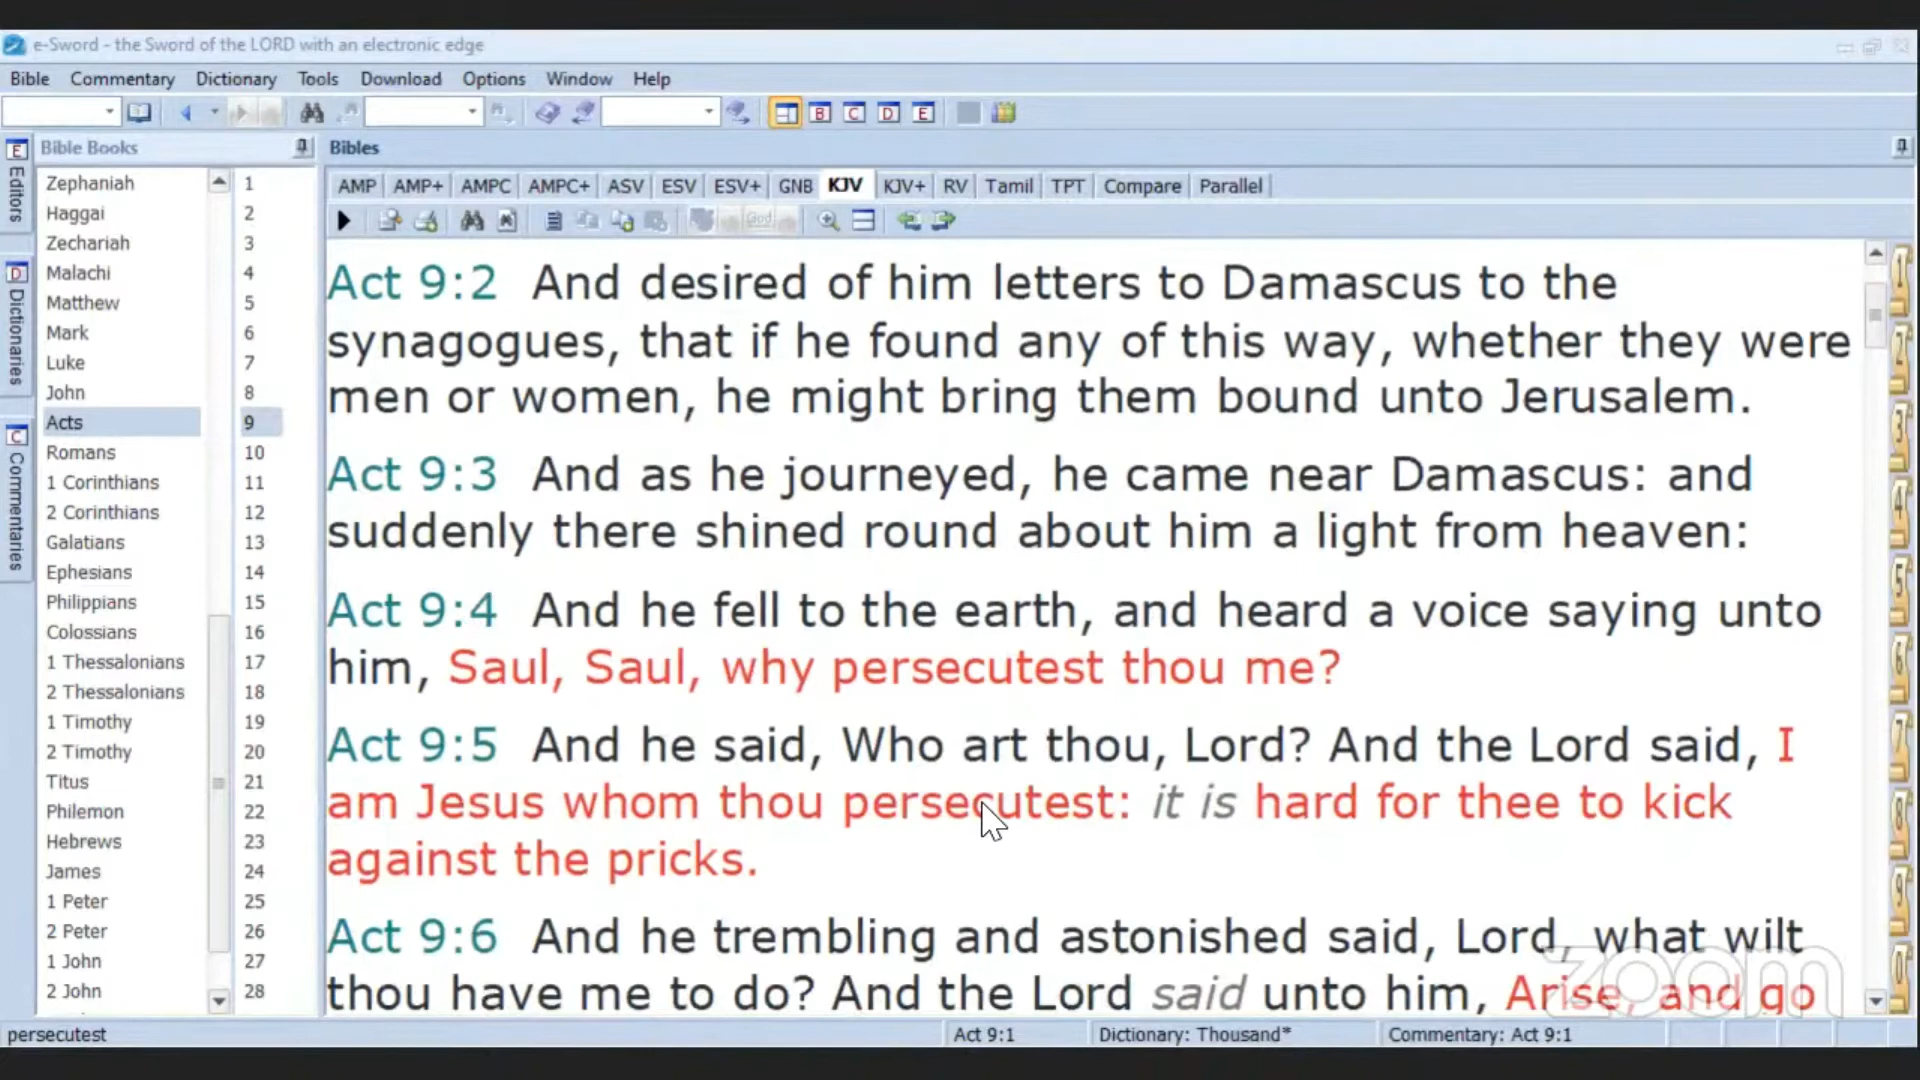 e-Sword - the Sword of the LORD with an electronic edge
Bible Commentary Dictionary Tools Download Options Window Help
B C D E
E Editors
D Dictionaries
C Commentaries
Bible Books
Zephaniah
Haggai
Zechariah
Malachi
Matthew
Mark
Luke
John
Acts
Romans
1 Corinthians
2 Corinthians
Galatians
Ephesians
Philippians
Colossians
1 Thessalonians
2 Thessalonians
1 Timothy
2 Timothy
Titus
Philemon
Hebrews
James
1 Peter
2 Peter
1 John
2 John
1
2
3
4
5
6
7
8
9
10
11
12
13
14
15
16
17
18
19
20
21
22
23
24
25
26
27
28
Bibles
AMP AMP+ AMPC AMPC+ ASV ESV ESV+ GNB KJV KJV+ RV Tamil TPT Compare Parallel
God
Act 9:2 And desired of him letters to Damascus to the
synagogues, that if he found any of this way, whether they were
men or women, he might bring them bound unto Jerusalem.
Act 9:3 And as he journeyed, he came near Damascus: and
suddenly there shined round about him a light from heaven:
Act 9:4 And he fell to the earth, and heard a voice saying unto
him, Saul, Saul, why persecutest thou me?
Act 9:5 And he said, Who art thou, Lord? And the Lord said, I
am Jesus whom thou persecutest: it is hard for thee to kick
against the pricks.
Act 9:6 And he trembling and astonished said, Lord, what wilt
thou have me to do? And the Lord said unto him, Arise, and go
zoom
1
2
3
4
5
6
7
8
9
0
persecutest
Act 9:1
Dictionary: Thousand*
Commentary: Act 9:1